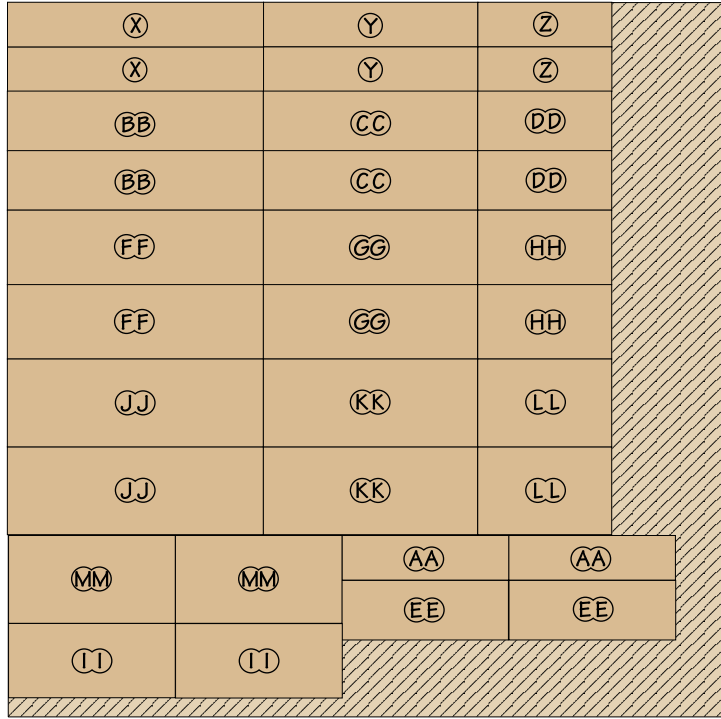 X Y Z
X Y Z
BB CC DD
BB CC DD
FF GG HH
FF GG HH
JJ KK LL
JJ KK LL
MM MM AA AA
EE EE
II II